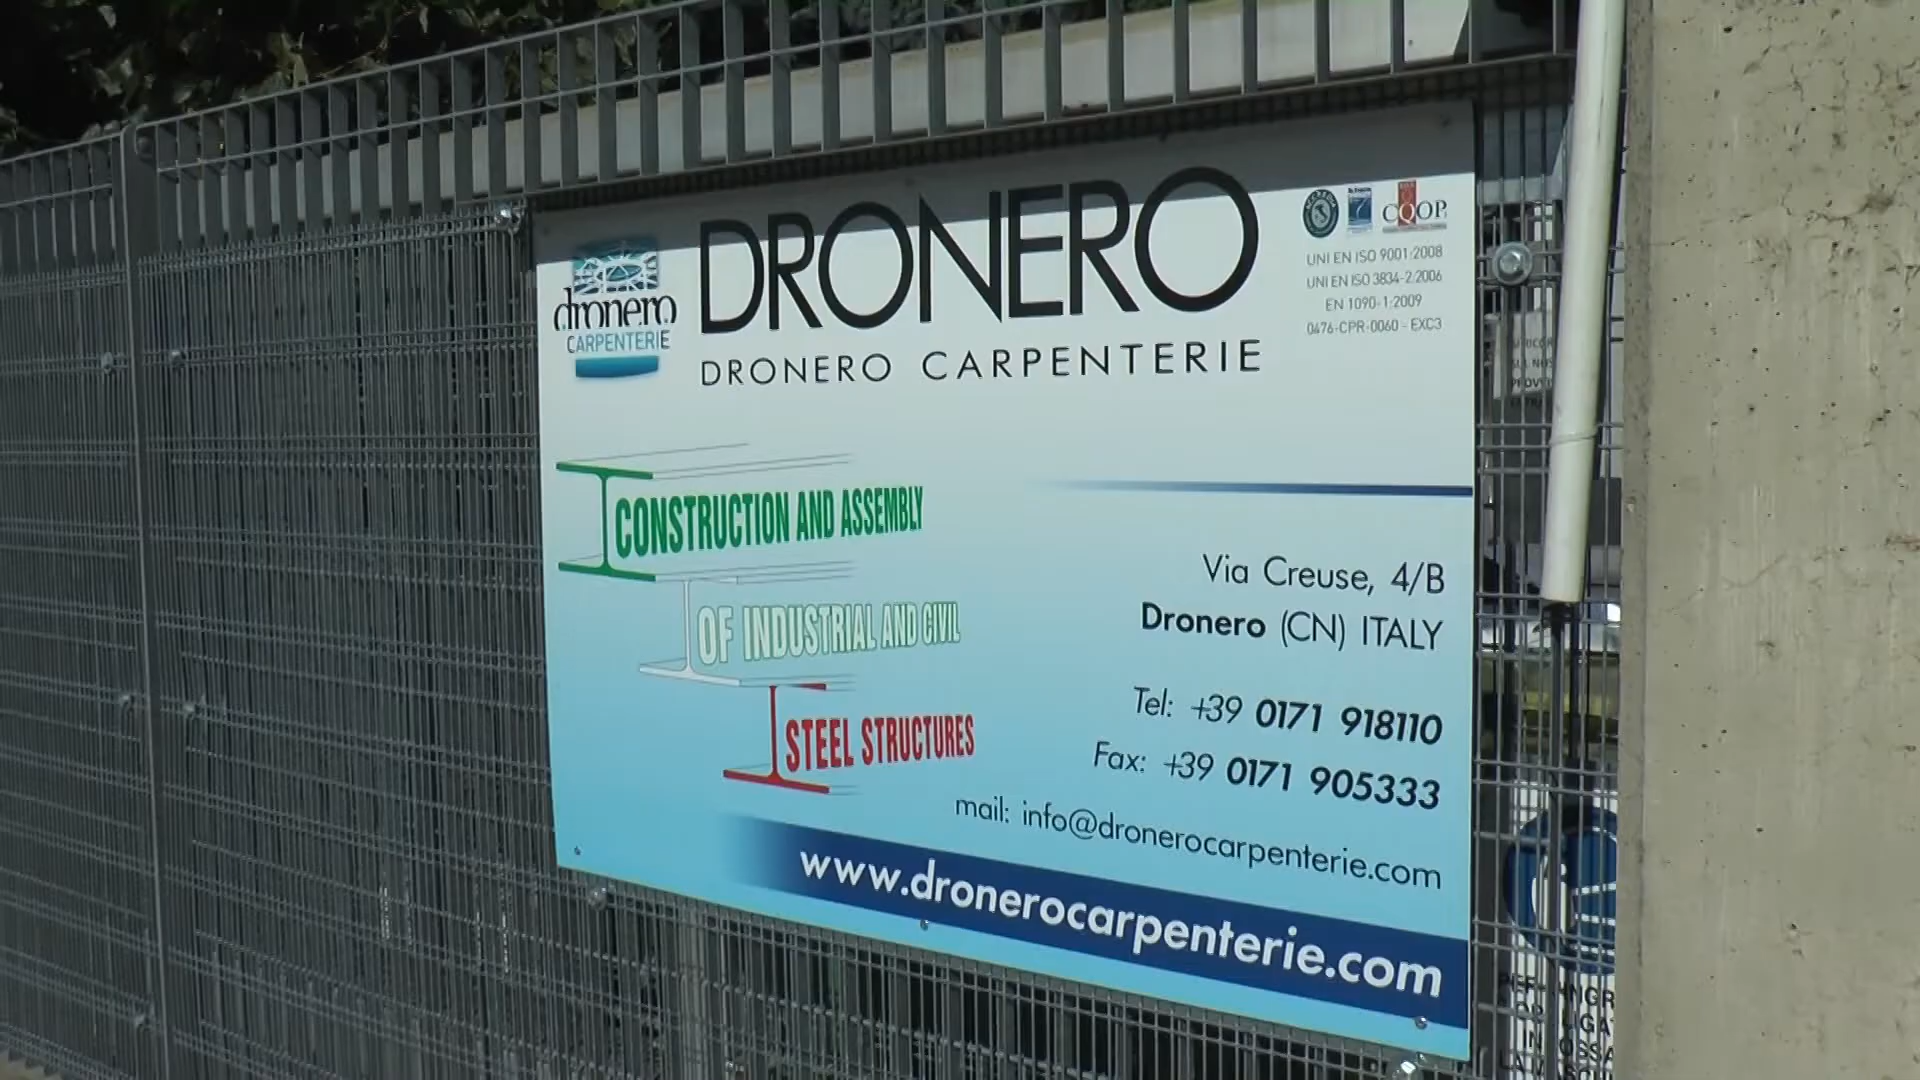 DRONERO
DRONERO CARPENTERIE
dronero
CARPENTERIE
CQOP
UNI EN ISO 9001:2008
UNI EN ISO 3834-2:2006
EN 1090-1:2009
0476-CPR-0060 - EXC3
CONSTRUCTION AND ASSEMBLY
OF INDUSTRIAL AND CIVIL
STEEL STRUCTURES
Via Creuse, 4/B
Dronero (CN) ITALY
Tel: +39 0171 918110
Fax: +39 0171 905333
mail: info@dronerocarpenterie.com
www.dronerocarpenterie.com